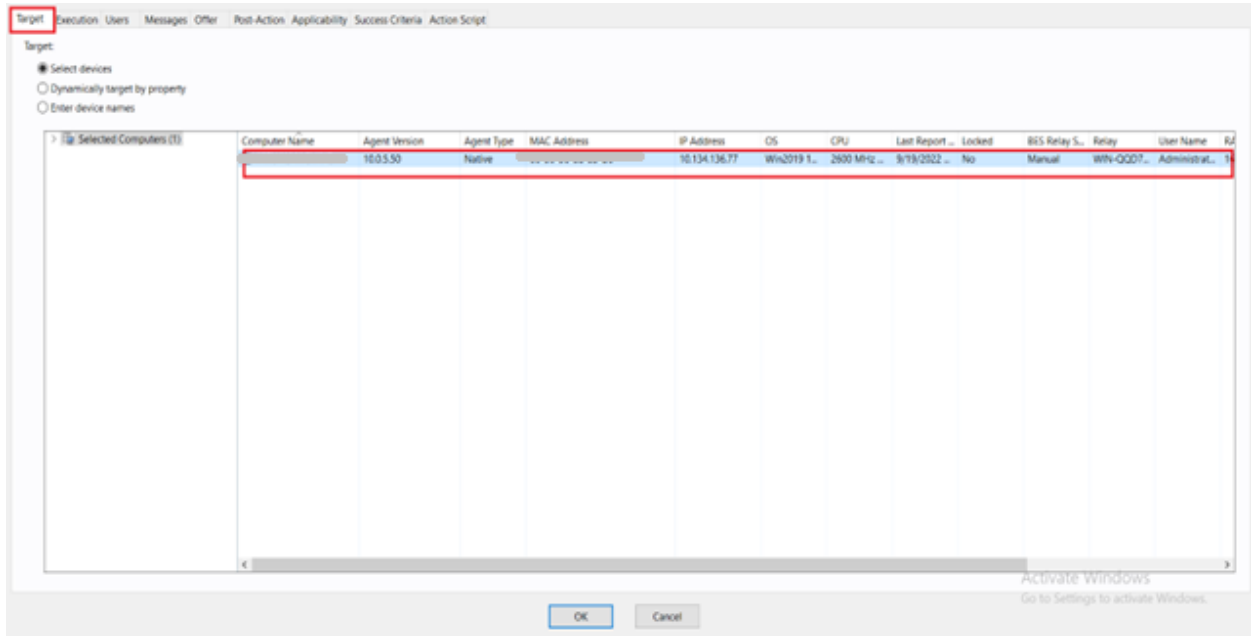 Target Execution Users Messages Offer Post-Action Applicability Success Criteria Action Script
Target:
Select devices
Dynamically target by property
Enter device names
Selected Computers (1)
Computer Name Agent Version Agent Type MAC Address IP Address OS CPU Last Report ... Locked BES Relay S... Relay User Name RA
10.0.5.50 Native 10.134.136.77 Win2019 1... 2600 MHz ... 9/19/2022 ... No Manual WIN-QQD7... Administrat...
Activate Windows
Go to Settings to activate Windows.
OK Cancel